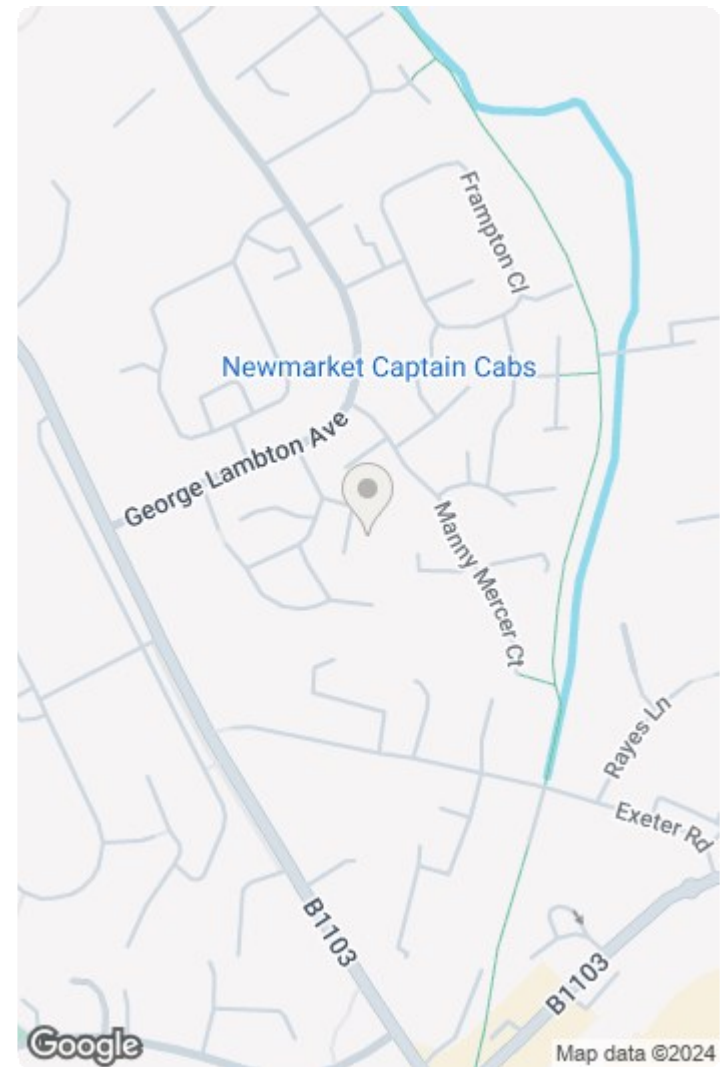 Frampton Cl
Newmarket Captain Cabs
George Lambton Ave
Manny Mercer Ct
Rayes Ln
Exeter Rd
B1103
B1103
Google
Map data ©2024